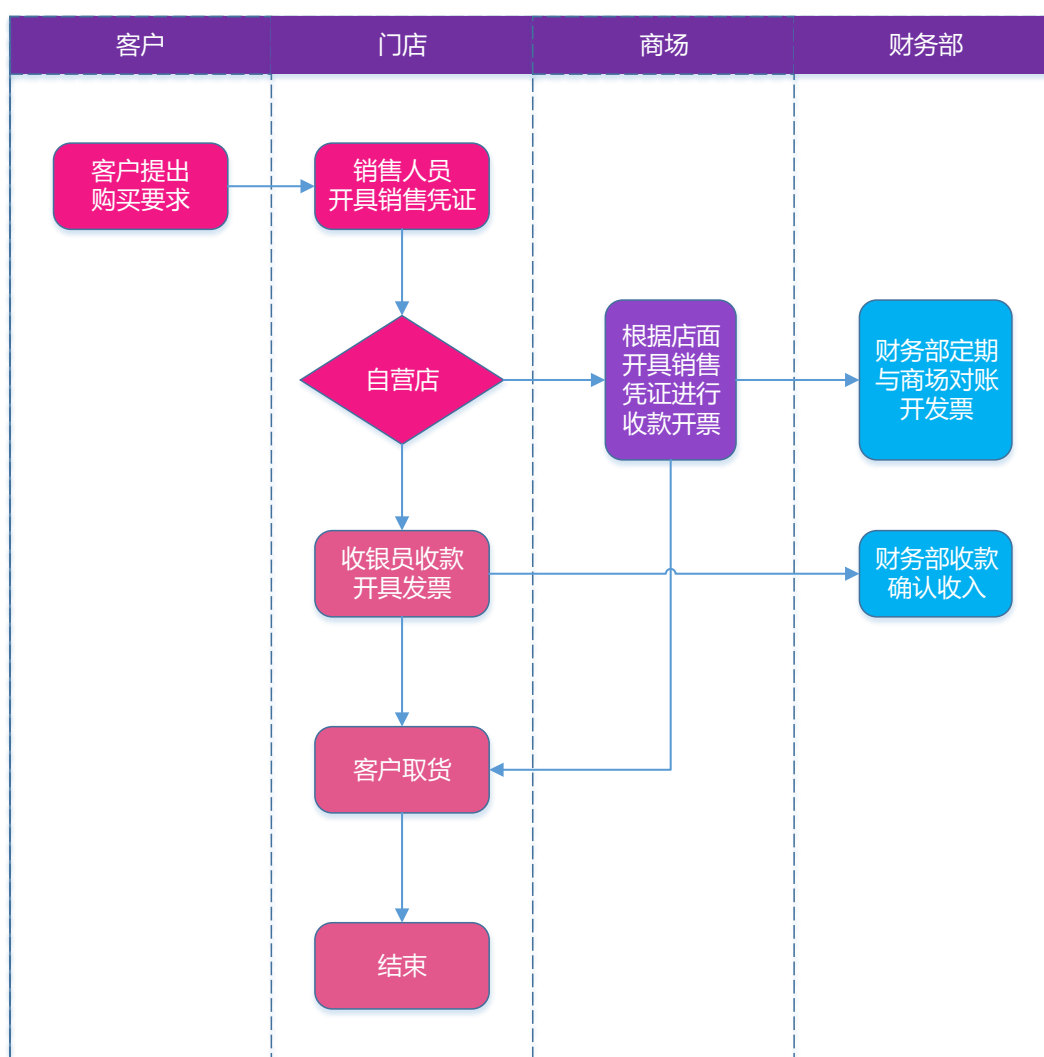 客户
门店
商场
财务部
客户提出
购买要求
销售人员
开具销售凭证
自营店
根据店面
开具销售
凭证进行
收款开票
财务部定期
与商场对账
开发票
收银员收款
开具发票
财务部收款
确认收入
客户取货
结束